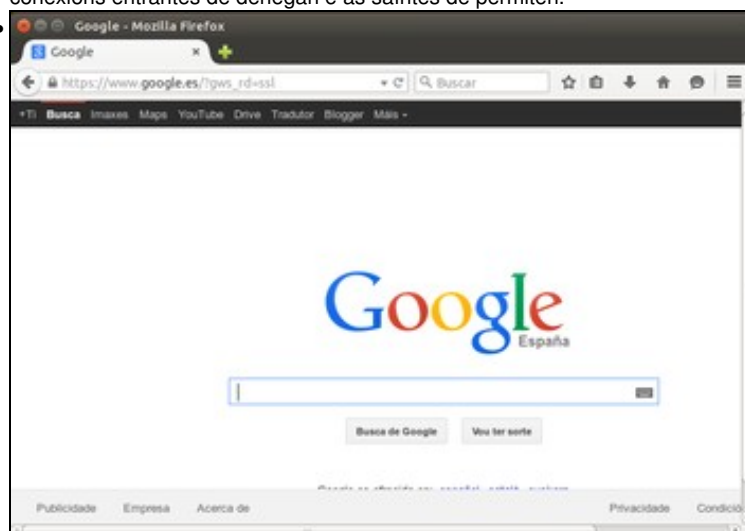 conexións entrantes de denegan e as saíntes de permiten.
Google - Mozilla Firefox
Google
https://www.google.es/?gws_rd=ssl
Buscar
+Ti Busca Imaxes Maps YouTube Drive Tradutor Blogger Máis
Google
España
Busca de Google Vou ter sorte
Publicidade Empresa Acerca de Privacidade Condicio